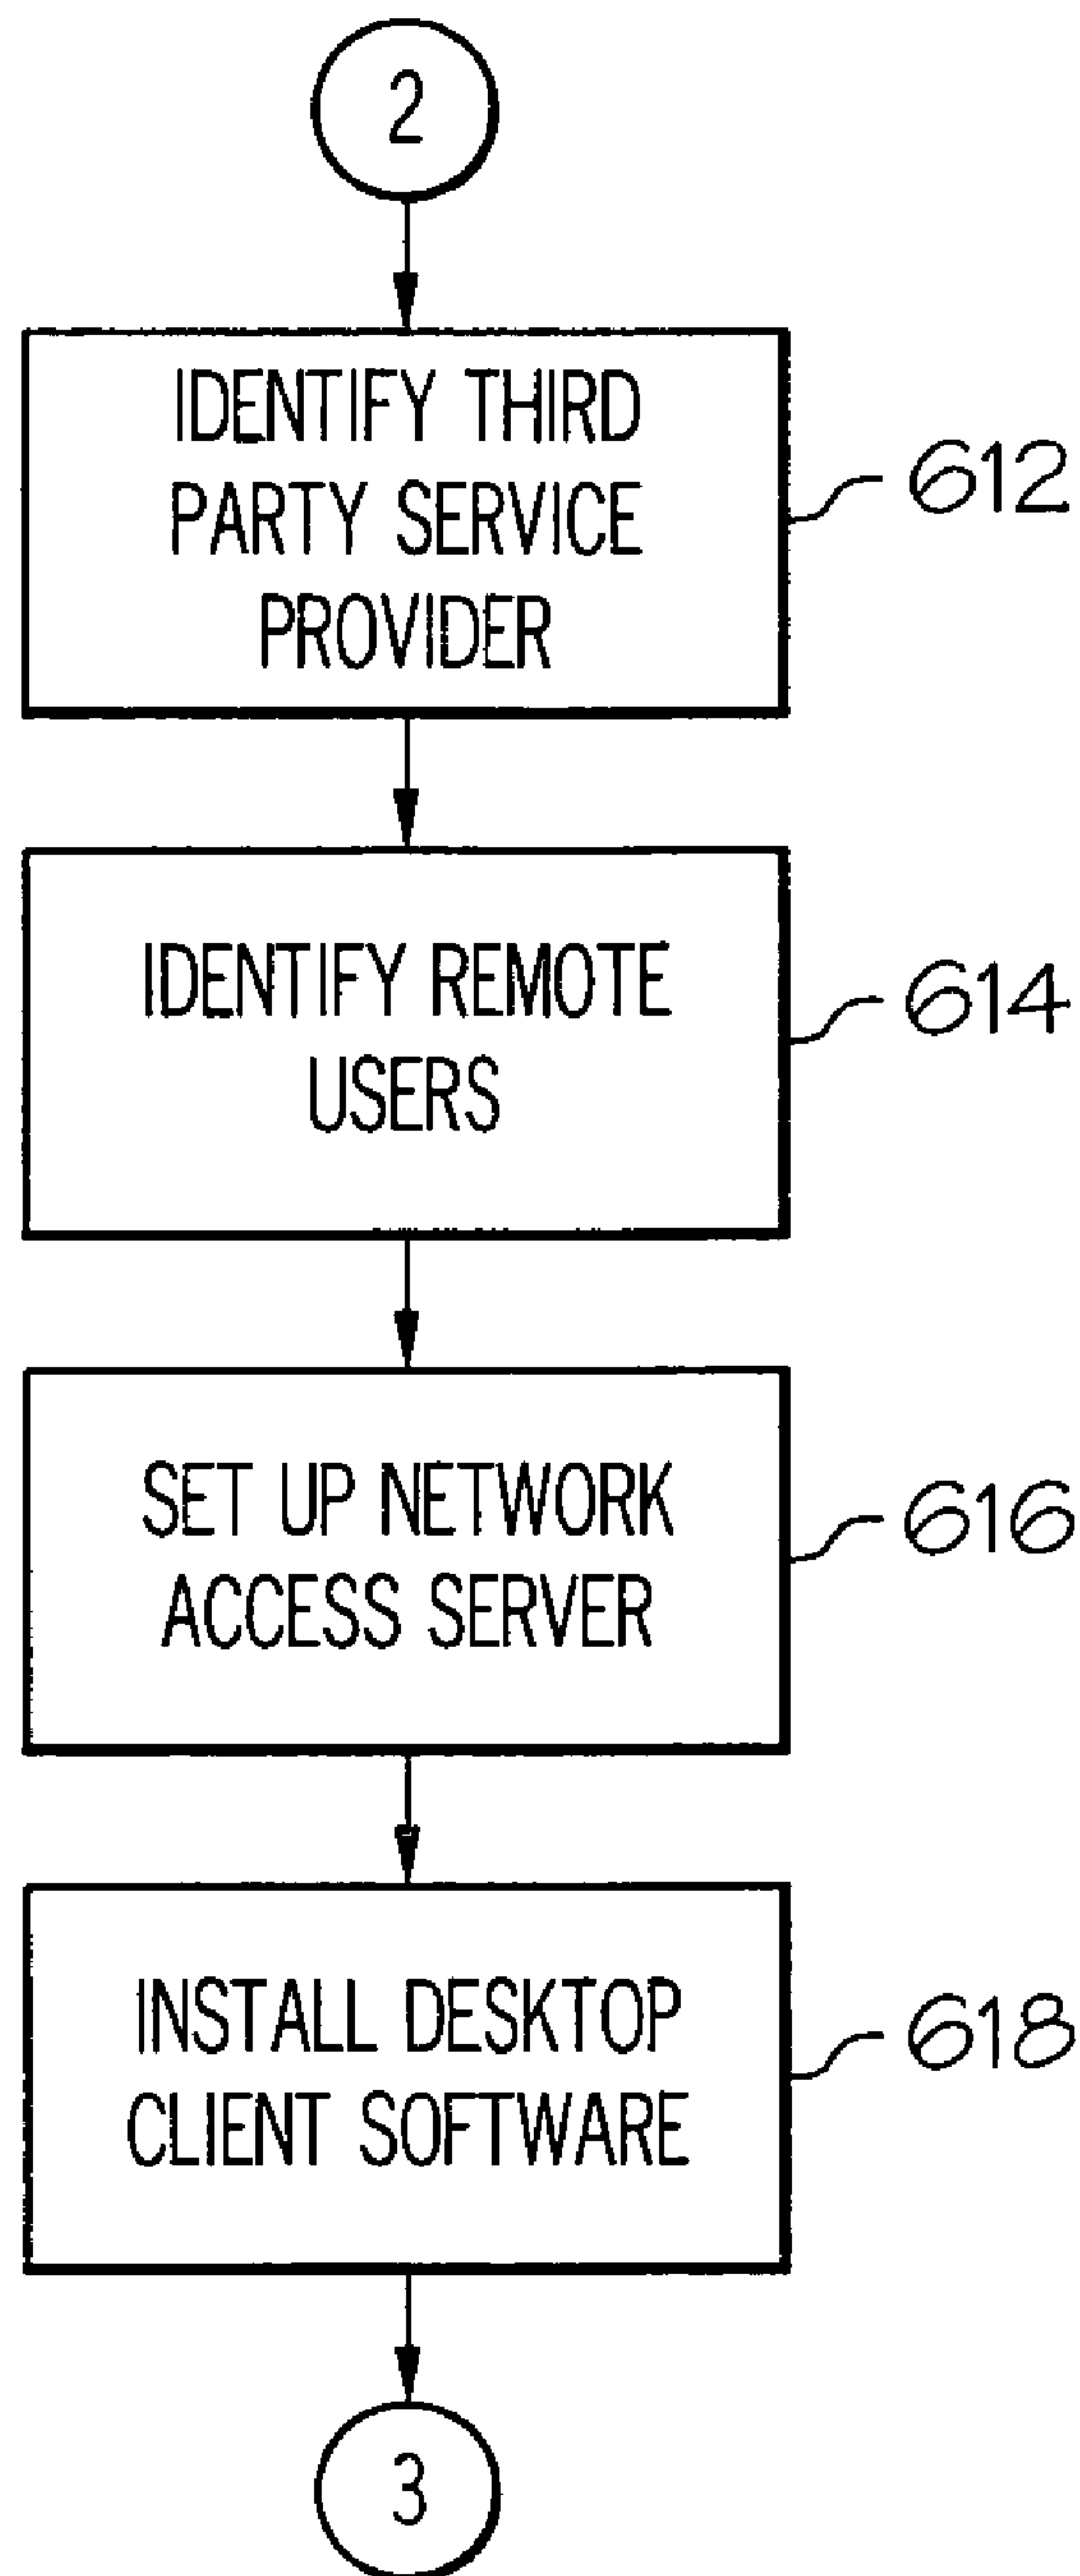 2
IDENTIFY THIRD
PARTY SERVICE
PROVIDER
612
IDENTIFY REMOTE
USERS
614
SET UP NETWORK
ACCESS SERVER
616
INSTALL DESKTOP
CLIENT SOFTWARE
618
3